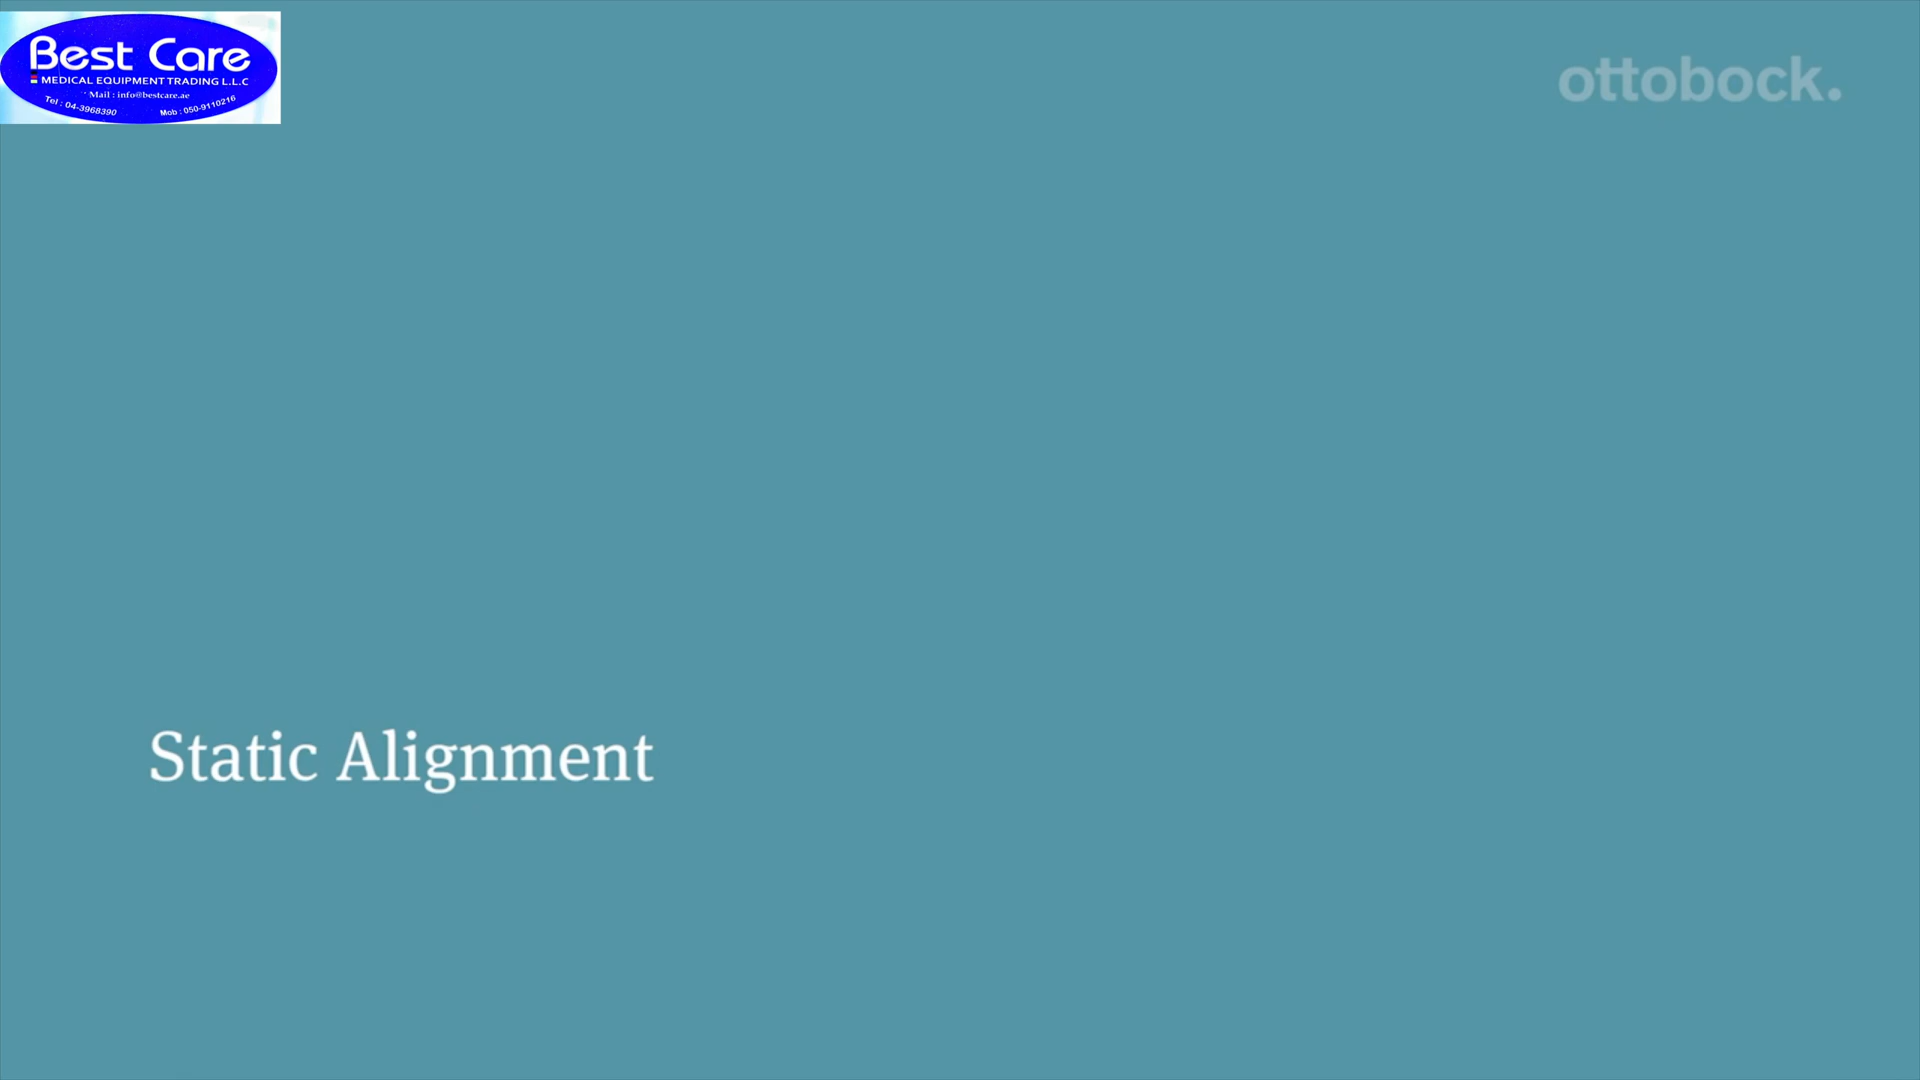 Best Care
MEDICAL EQUIPMENT TRADING L.L.C
Mail : info@bestcare.ae
Tel : 04-3968390
Mob : 050-9110216
ottobock.
Static Alignment